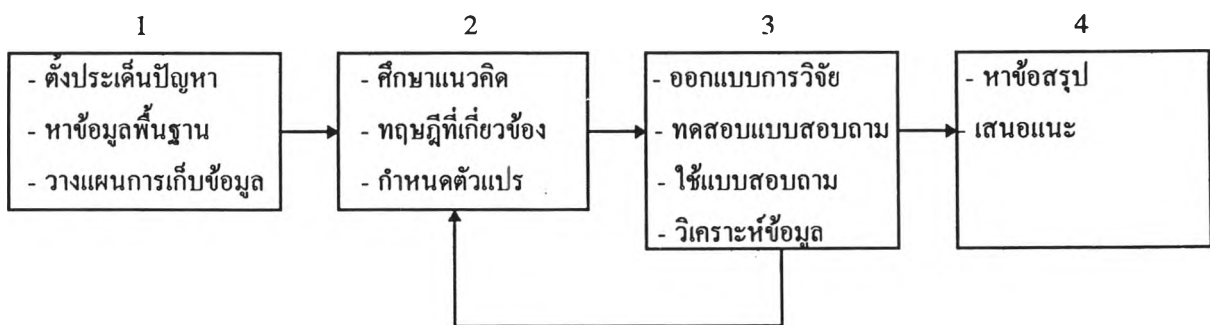 1
- ตั้งประเด็นปัญหา
- หาข้อมูลพื้นฐาน
- วางแผนการเก็บข้อมูล
2
- ศึกษาแนวคิด
- ทฤษฎีที่เกี่ยวข้อง
- กำหนดตัวแปร
3
- ออกแบบการวิจัย
- ทดสอบแบบสอบถาม
- ใช้แบบสอบถาม
- วิเคราะห์ข้อมูล
4
- หาข้อสรุป
- เสนอแนะ